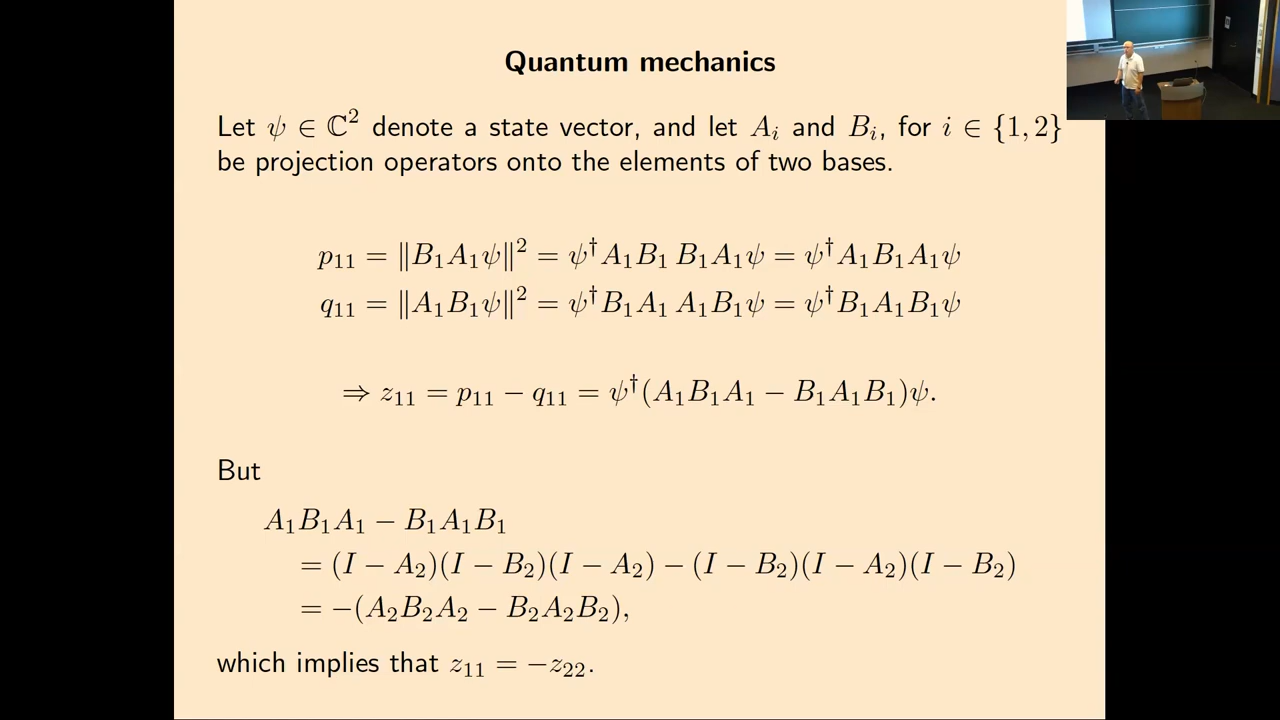 Quantum mechanics
Let ψ ∈ ℂ² denote a state vector, and let Aᵢ and Bᵢ, for i ∈ {1, 2}
be projection operators onto the elements of two bases.
p₁₁ = ‖B₁A₁ψ‖² = ψ†A₁B₁ B₁A₁ψ = ψ†A₁B₁A₁ψ
q₁₁ = ‖A₁B₁ψ‖² = ψ†B₁A₁ A₁B₁ψ = ψ†B₁A₁B₁ψ
⇒ z₁₁ = p₁₁ − q₁₁ = ψ†(A₁B₁A₁ − B₁A₁B₁)ψ.
But
A₁B₁A₁ − B₁A₁B₁
= (I − A₂)(I − B₂)(I − A₂) − (I − B₂)(I − A₂)(I − B₂)
= −(A₂B₂A₂ − B₂A₂B₂),
which implies that z₁₁ = −z₂₂.